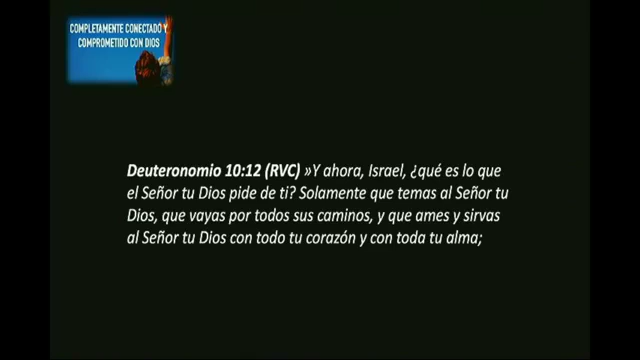 COMPLETAMENTE CONECTADO Y
COMPROMETIDO CON DIOS
Deuteronomio 10:12 (RVC) »Y ahora, Israel, ¿qué es lo que
el Señor tu Dios pide de ti? Solamente que temas al Señor tu
Dios, que vayas por todos sus caminos, y que ames y sirvas
al Señor tu Dios con todo tu corazón y con toda tu alma;